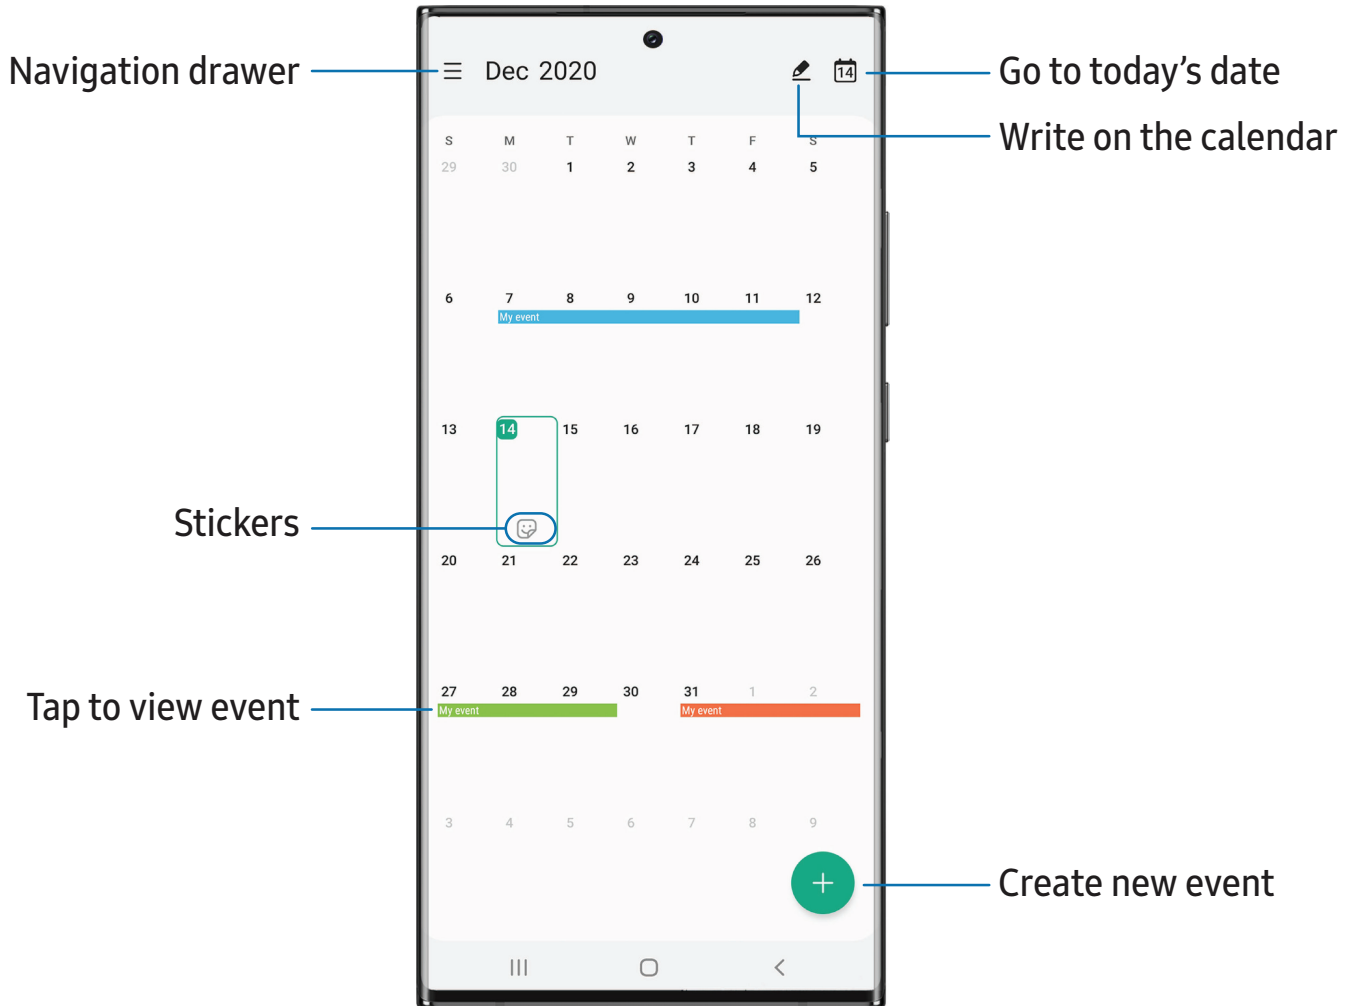 Navigation drawer
Dec 2020
14
Go to today’s date
Write on the calendar
S M T W T F S
29 30 1 2 3 4 5
6 7 8 9 10 11 12
My event
13 14 15 16 17 18 19
Stickers
20 21 22 23 24 25 26
27 28 29 30 31 1 2
Tap to view event
My event My event
3 4 5 6 7 8 9
Create new event